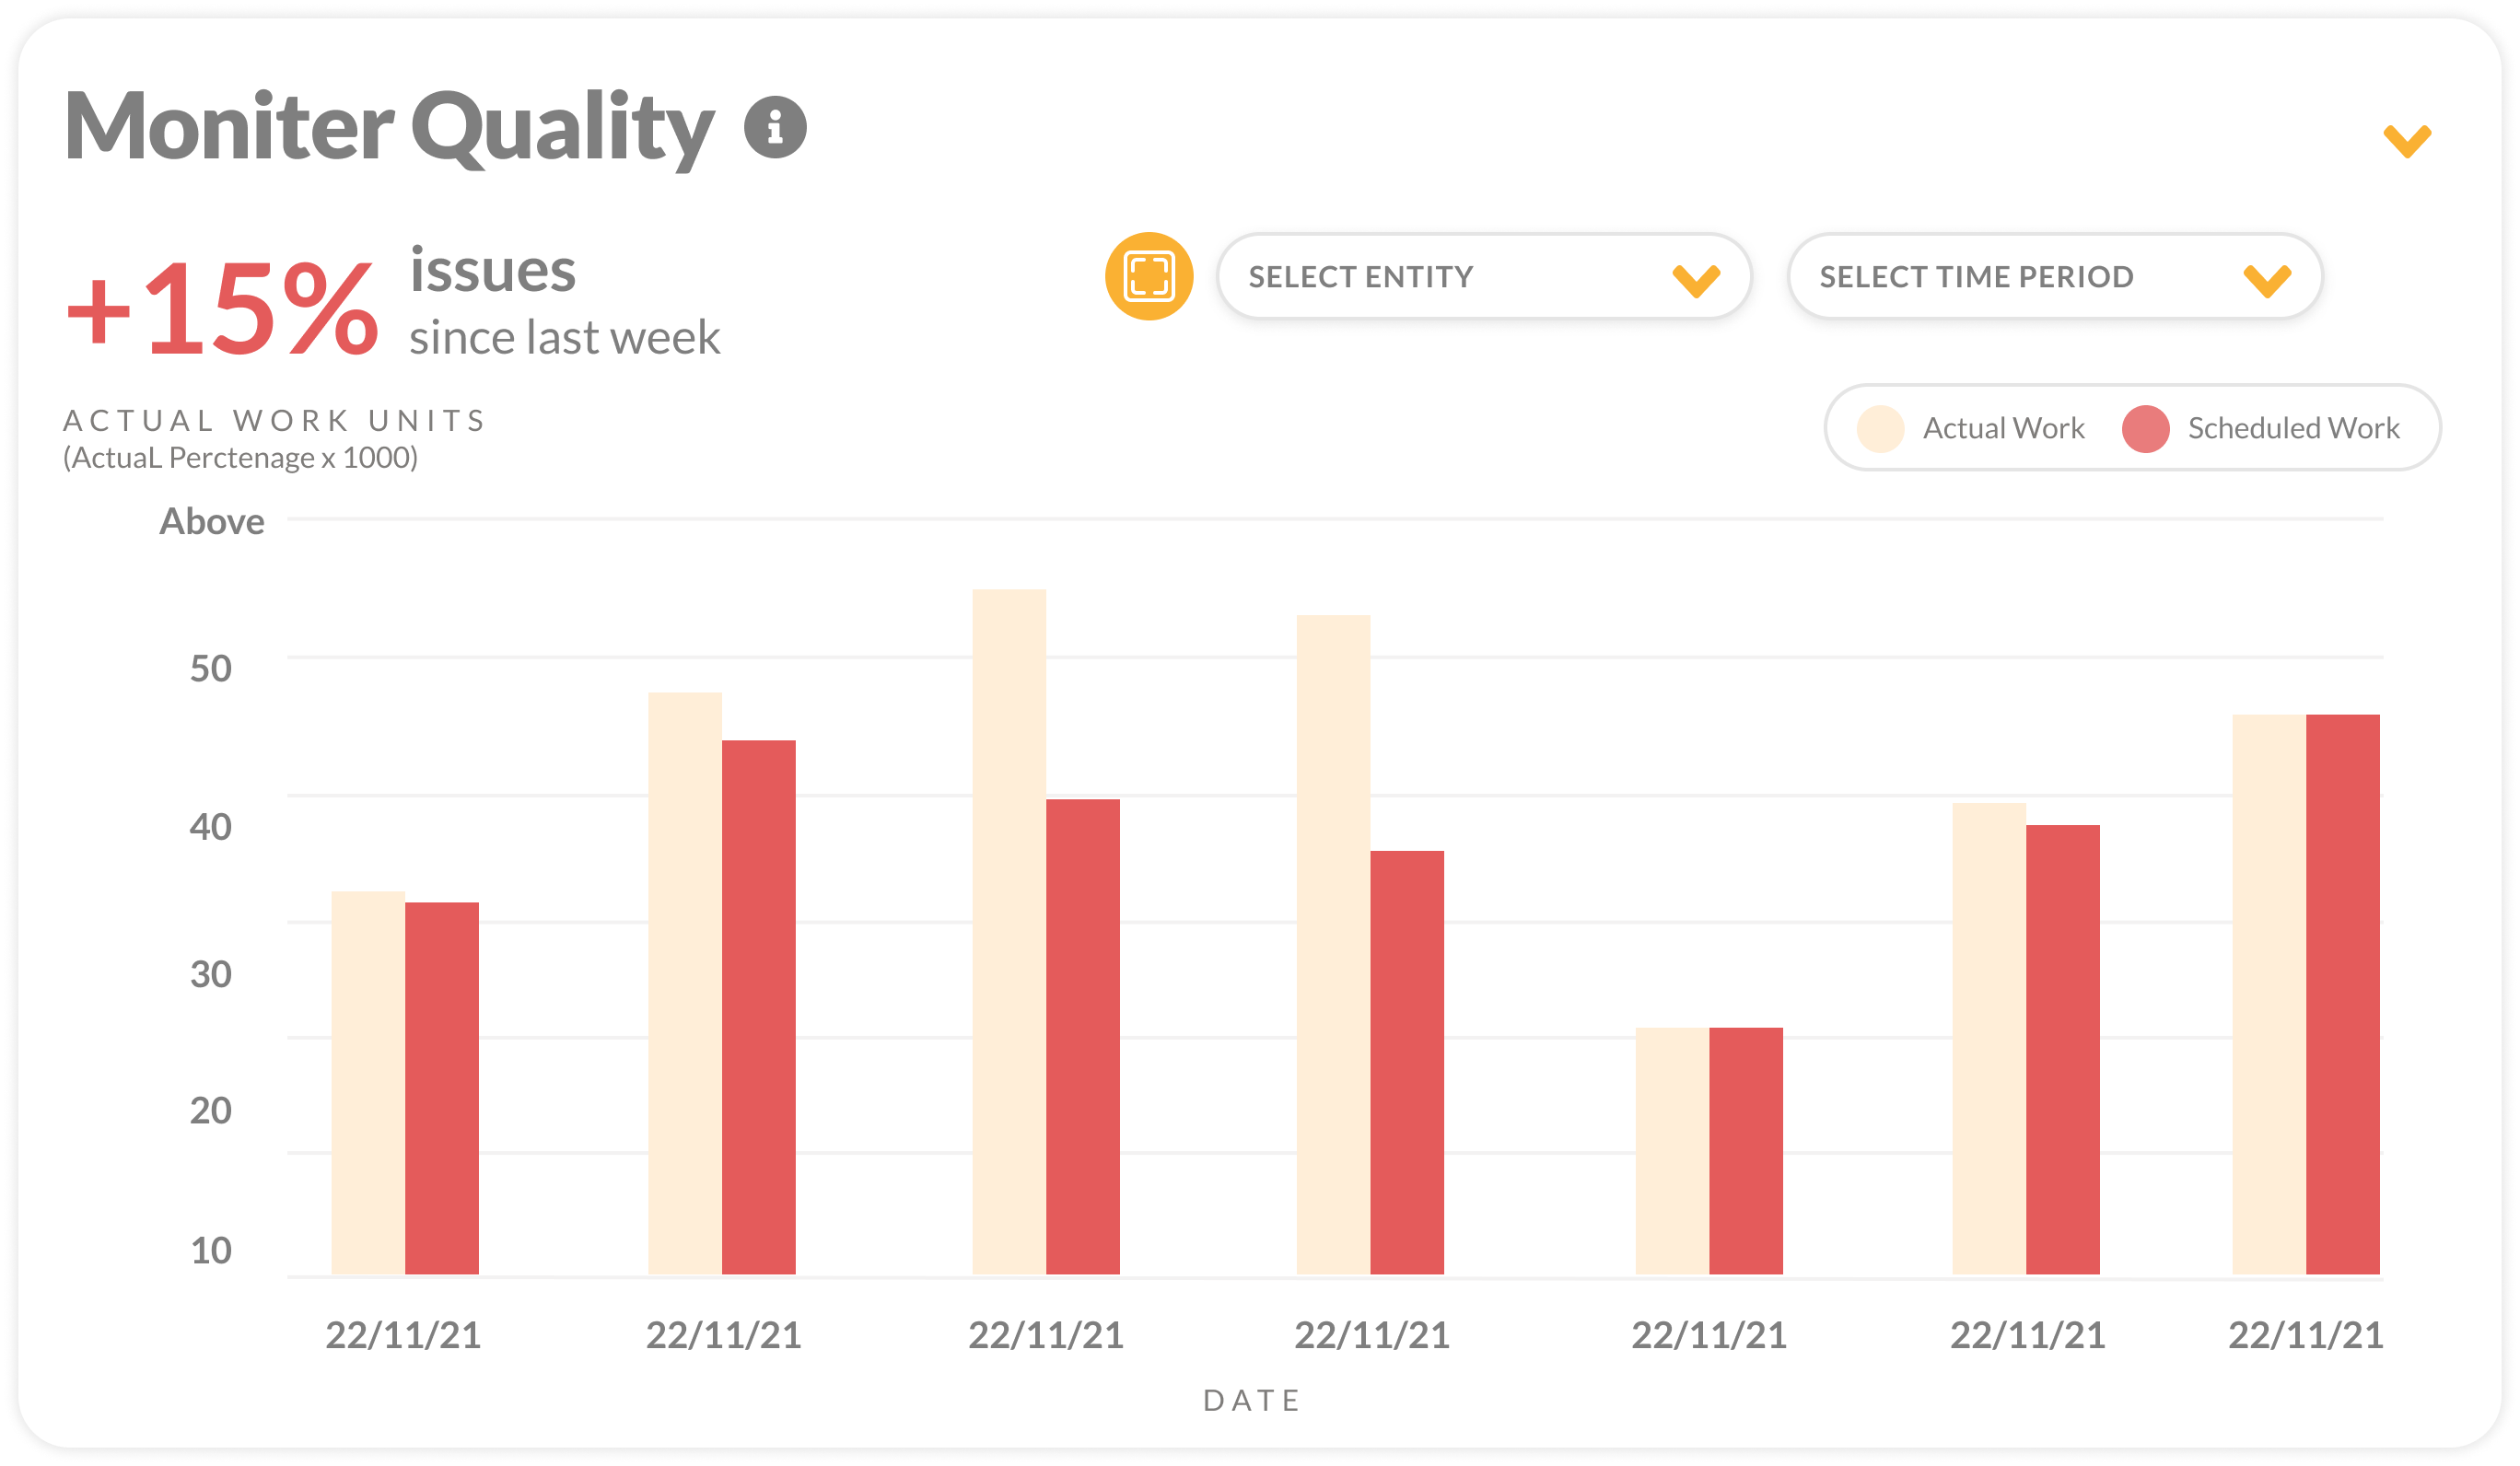 Moniter Quality
+15% issues
since last week
SELECT ENTITY
SELECT TIME PERIOD
ACTUAL WORK UNITS
(ActuaL Perctenage x 1000)
Actual Work
Scheduled Work
Above
50
40
30
20
10
22/11/21 22/11/21 22/11/21 22/11/21 22/11/21 22/11/21 22/11/21
DATE